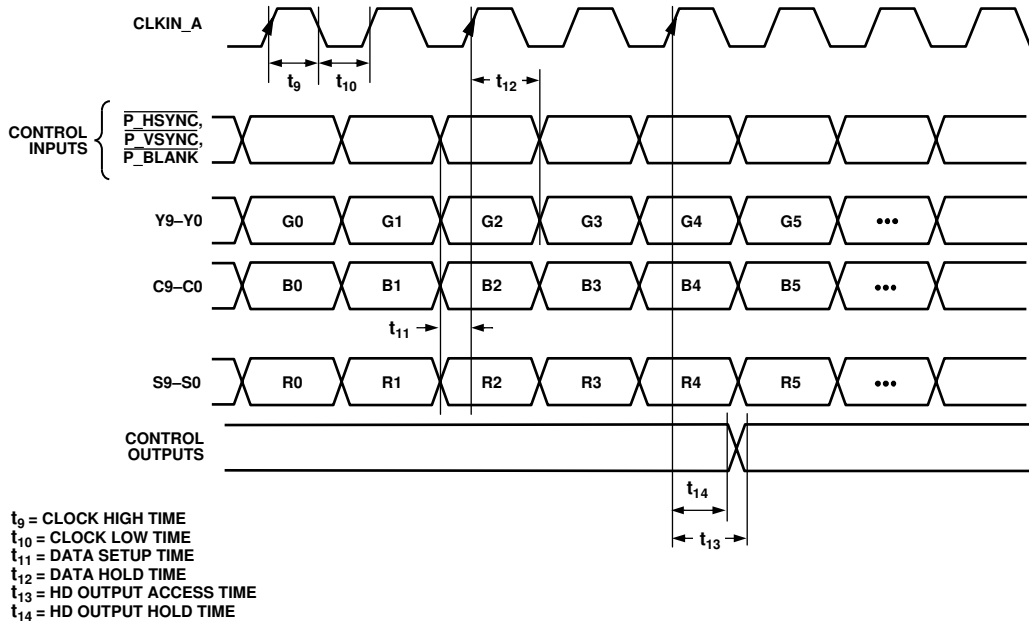 CLKIN_A
t9 t10 t12
CONTROL INPUTS
P_HSYNC,
P_VSYNC,
P_BLANK
Y9–Y0 G0 G1 G2 G3 G4 G5 •••
C9–C0 B0 B1 B2 B3 B4 B5 •••
t11
S9–S0 R0 R1 R2 R3 R4 R5 •••
CONTROL
OUTPUTS
t14
t13
t9 = CLOCK HIGH TIME
t10 = CLOCK LOW TIME
t11 = DATA SETUP TIME
t12 = DATA HOLD TIME
t13 = HD OUTPUT ACCESS TIME
t14 = HD OUTPUT HOLD TIME